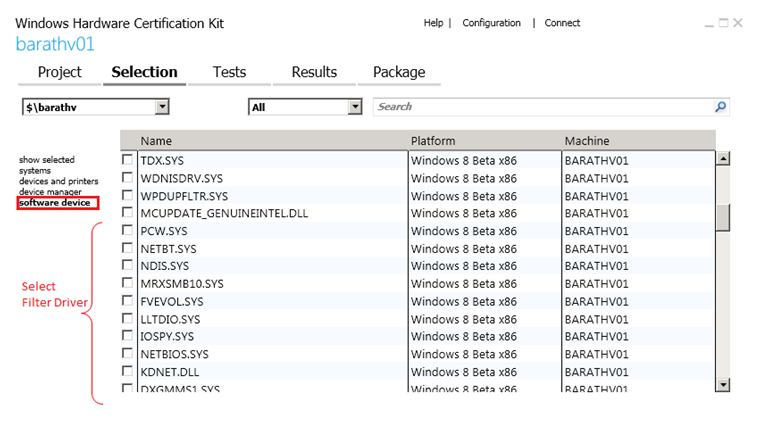 Windows Hardware Certification Kit
Help | Configuration | Connect
barathv01
Project Selection Tests Results Package
$\barathv All Search
Name Platform Machine
show selected
systems
devices and printers
device manager
software device
Select
Filter Driver
TDX.SYS Windows 8 Beta x86 BARATHV01
WDNISDRV.SYS Windows 8 Beta x86 BARATHV01
WPDUPFLTR.SYS Windows 8 Beta x86 BARATHV01
MCUPDATE_GENUINEINTEL.DLL Windows 8 Beta x86 BARATHV01
PCW.SYS Windows 8 Beta x86 BARATHV01
NETBT.SYS Windows 8 Beta x86 BARATHV01
NDIS.SYS Windows 8 Beta x86 BARATHV01
MRXSMB10.SYS Windows 8 Beta x86 BARATHV01
FVEVOL.SYS Windows 8 Beta x86 BARATHV01
LLTDIO.SYS Windows 8 Beta x86 BARATHV01
IOSPY.SYS Windows 8 Beta x86 BARATHV01
NETBIOS.SYS Windows 8 Beta x86 BARATHV01
KDNET.DLL Windows 8 Beta x86 BARATHV01
DXGMMS1.SYS Windows 8 Beta x86 BARATHV01